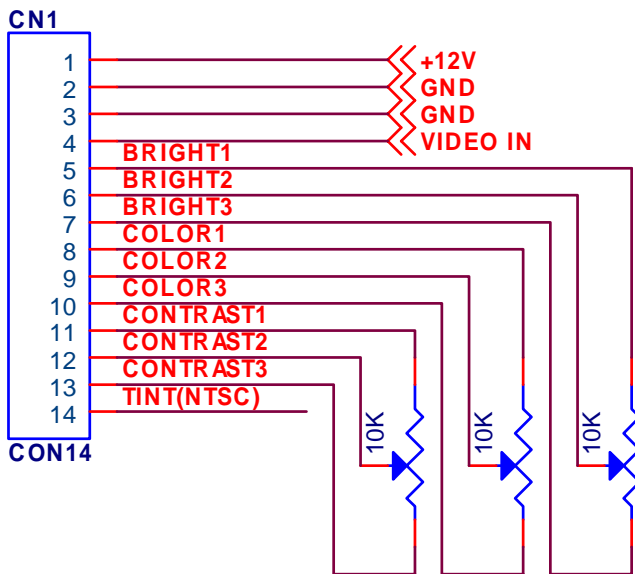 CN1
1
+12V
2
GND
3
GND
4
VIDEO IN
BRIGHT1
5
BRIGHT2
6
BRIGHT3
7
COLOR1
8
COLOR2
9
COLOR3
10
CONTRAST1
11
CONTRAST2
12
CONTRAST3
13
TINT(NTSC)
14
CON14
10K
10K
10K